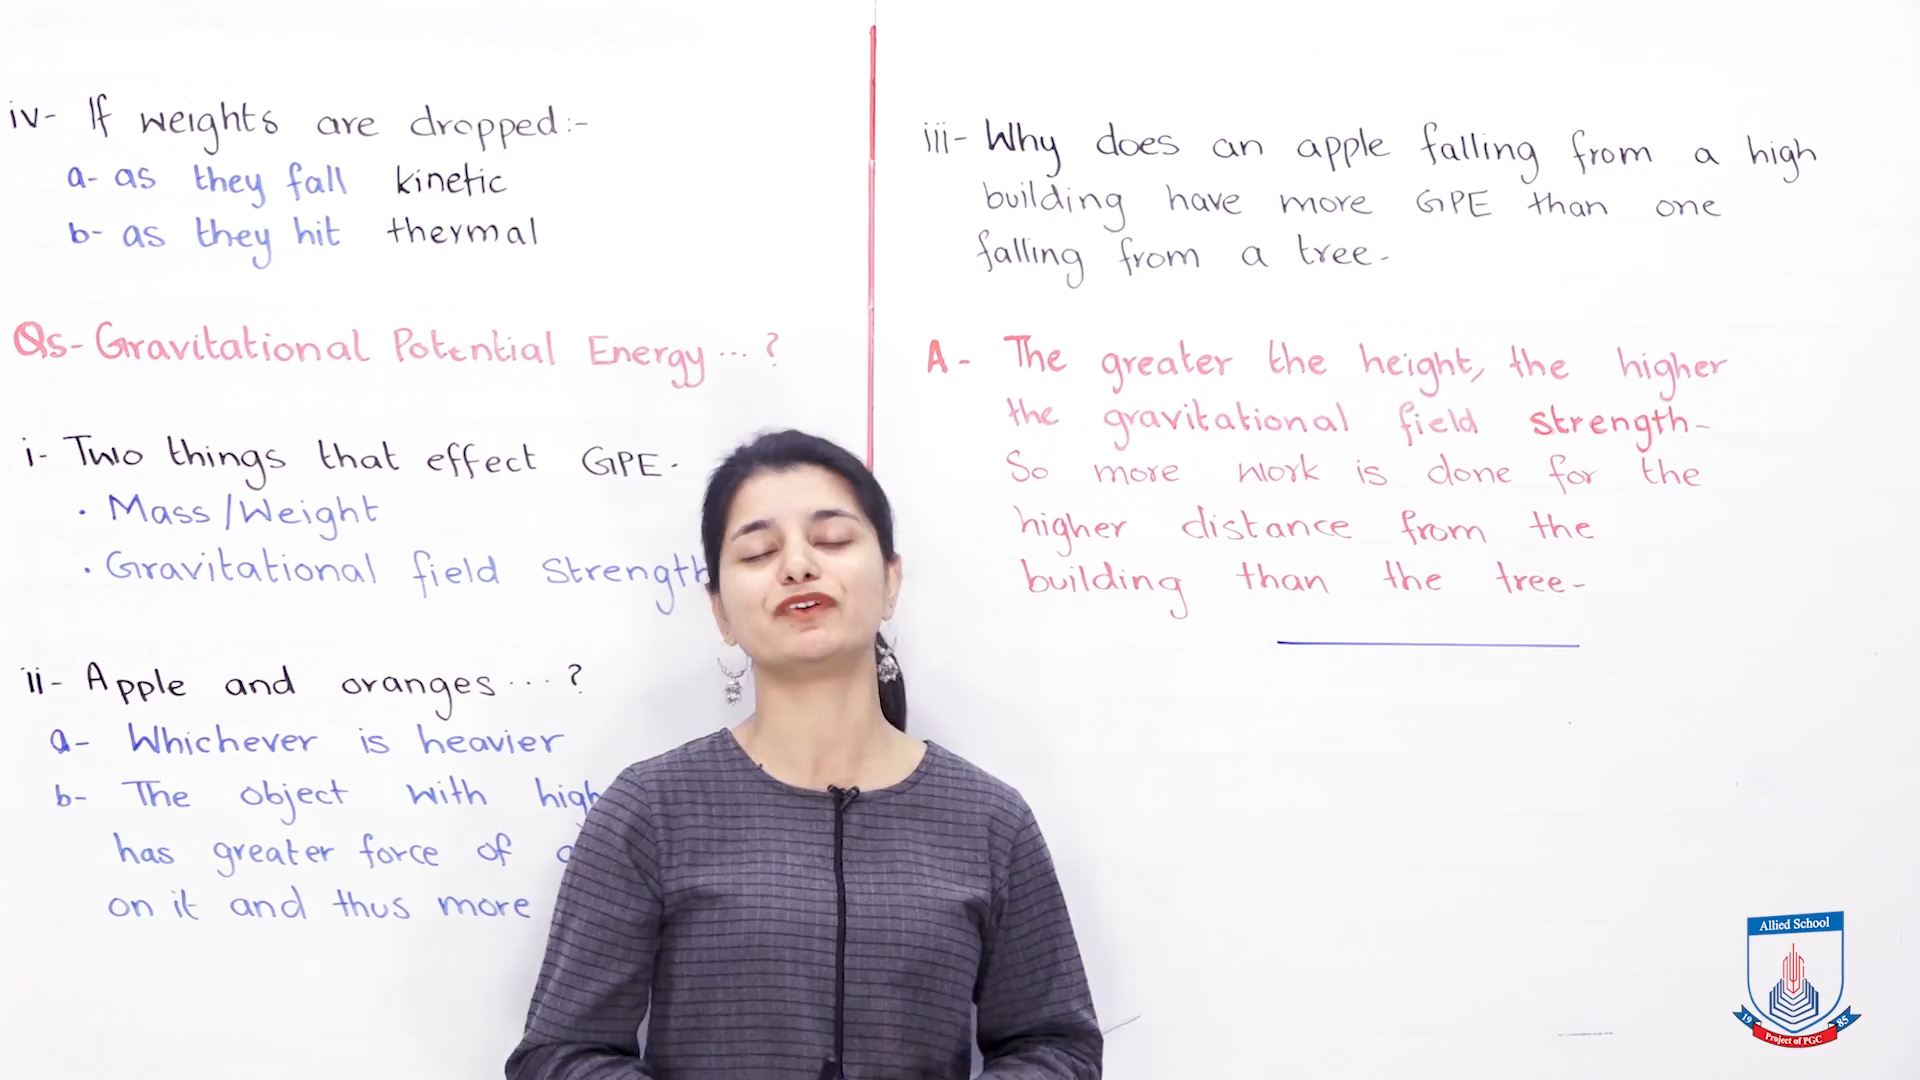 iv- If weights are dropped:-
a- as they fall kinetic
b- as they hit thermal
Qs- Gravitational Potential Energy ... ?
i- Two things that effect GPE.
· Mass/Weight
· Gravitational field Strength
ii- Apple and oranges ... ?
a- Whichever is heavier
b- The object with
has greater force of
on it and thus more
iii- Why does an apple falling from a high
building have more GPE than one
falling from a tree.
A- The greater the height, the higher
the gravitational field strength-
So more work is done for the
higher distance from the
building than the tree-
Allied School
19 85
Project of PGC